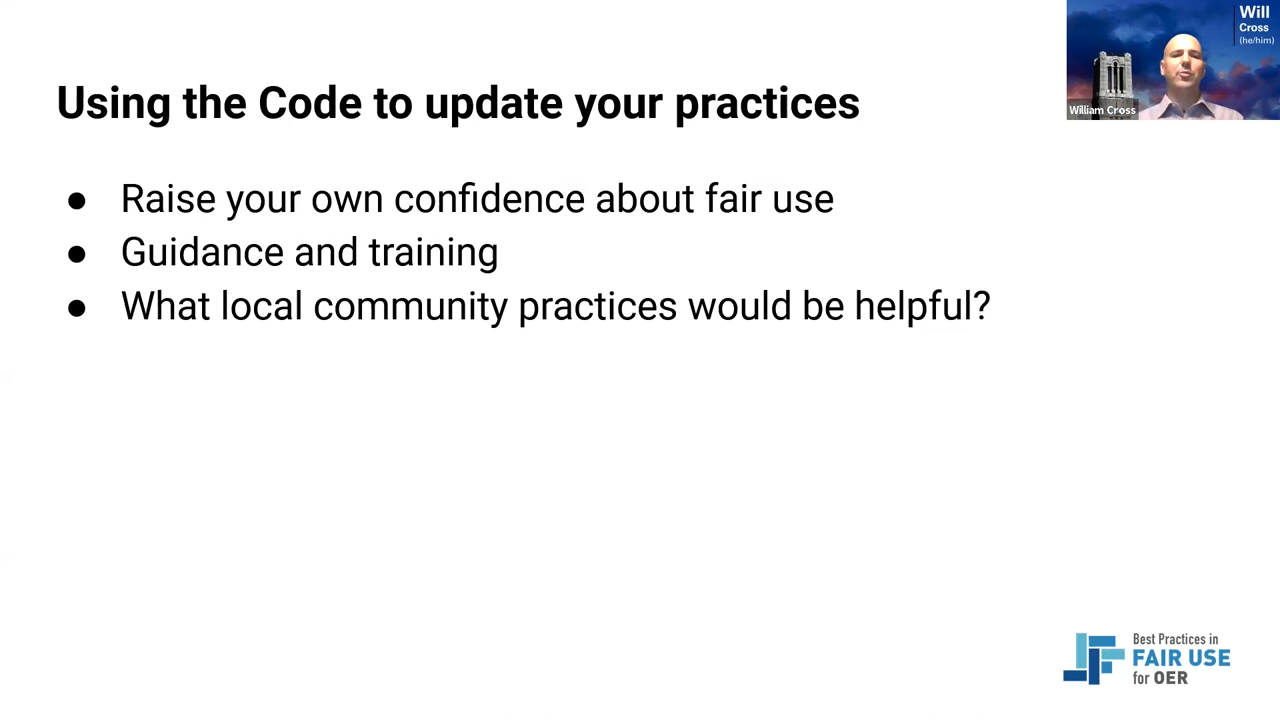 Using the Code to update your practices
● Raise your own confidence about fair use
● Guidance and training
● What local community practices would be helpful?
Will
Cross
(he/him)
William Cross
Best Practices in
FAIR USE
for OER